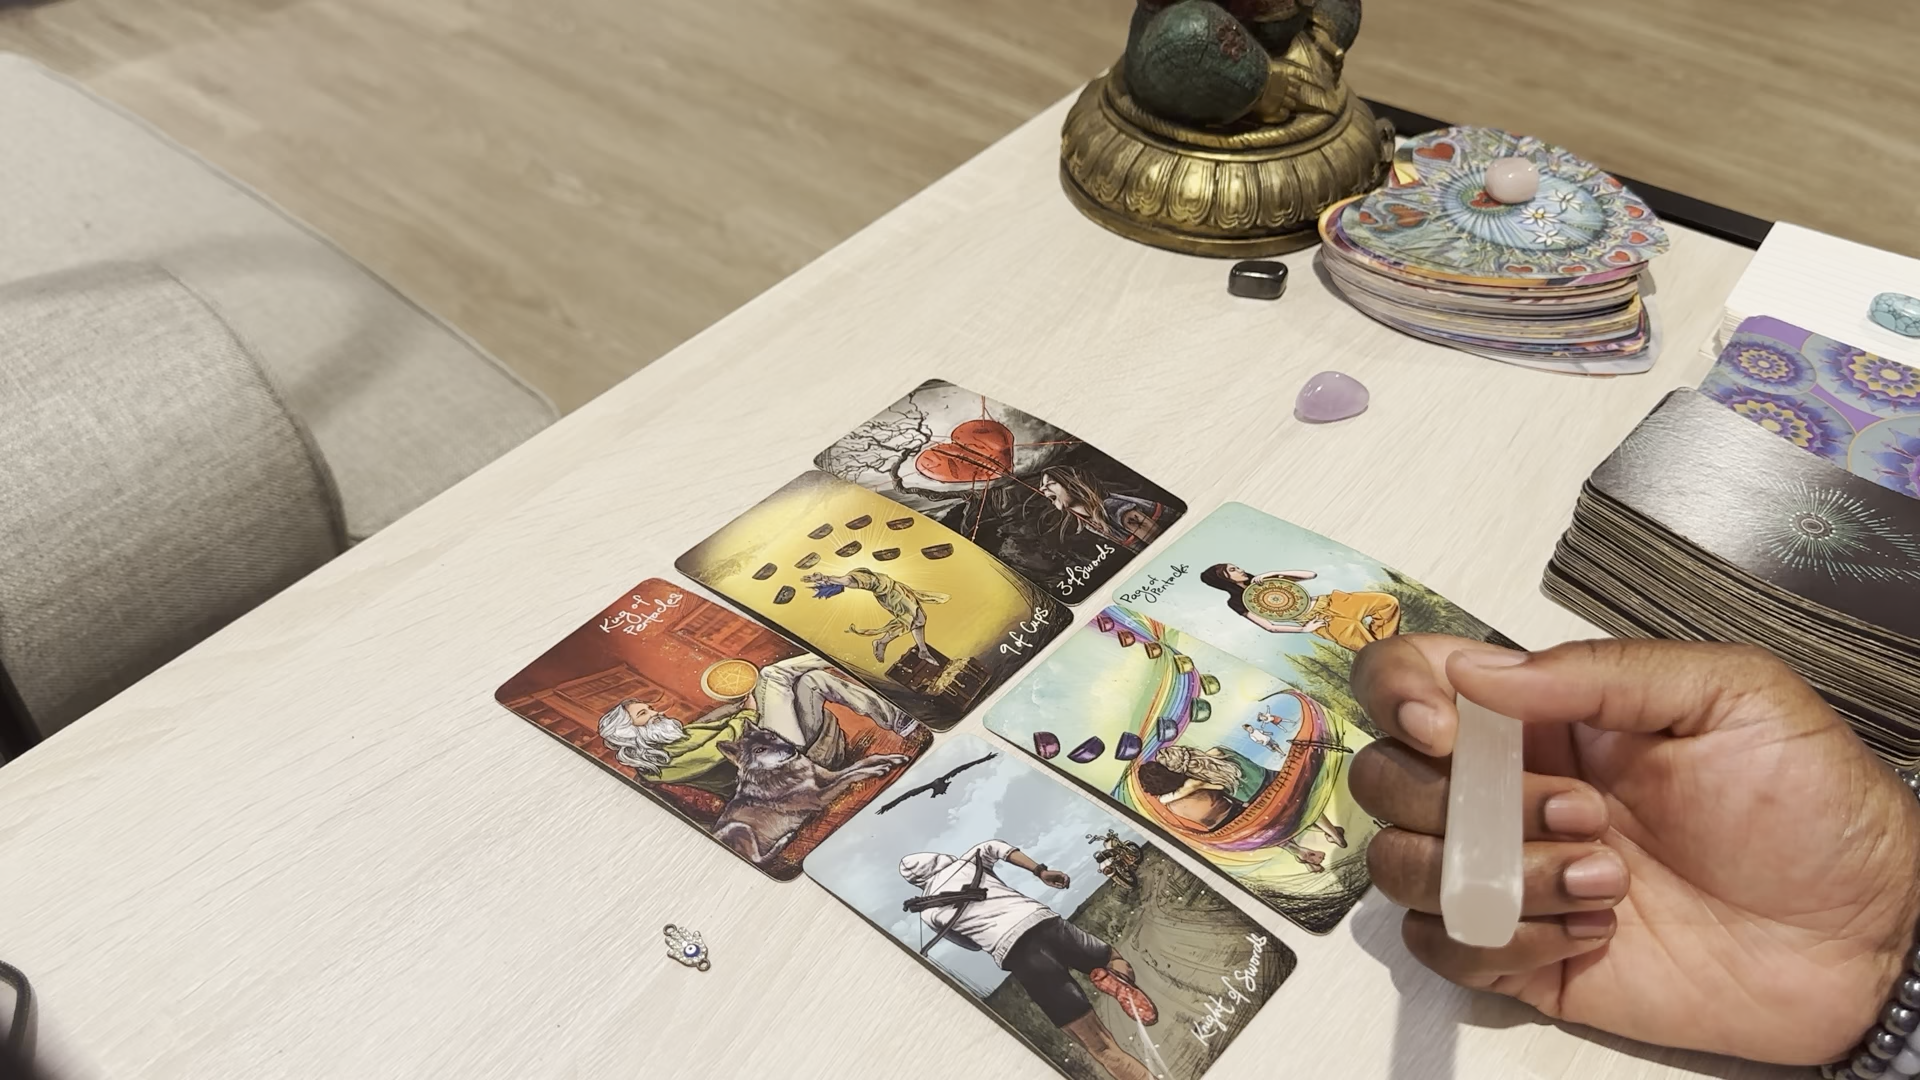 3 of Swords
9 of Cups
King of
Pentacles
Page of
Pentacles
Knight of Swords